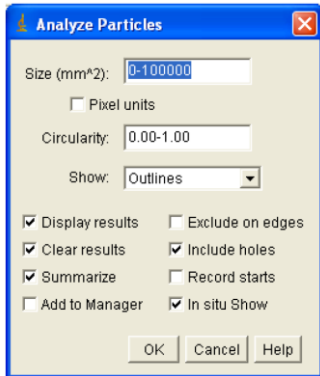 Analyze Particles
Size (mm^2): 0-100000
Pixel units
Circularity: 0.00-1.00
Show: Outlines
Display results Exclude on edges
Clear results Include holes
Summarize Record starts
Add to Manager In situ Show
OK Cancel Help